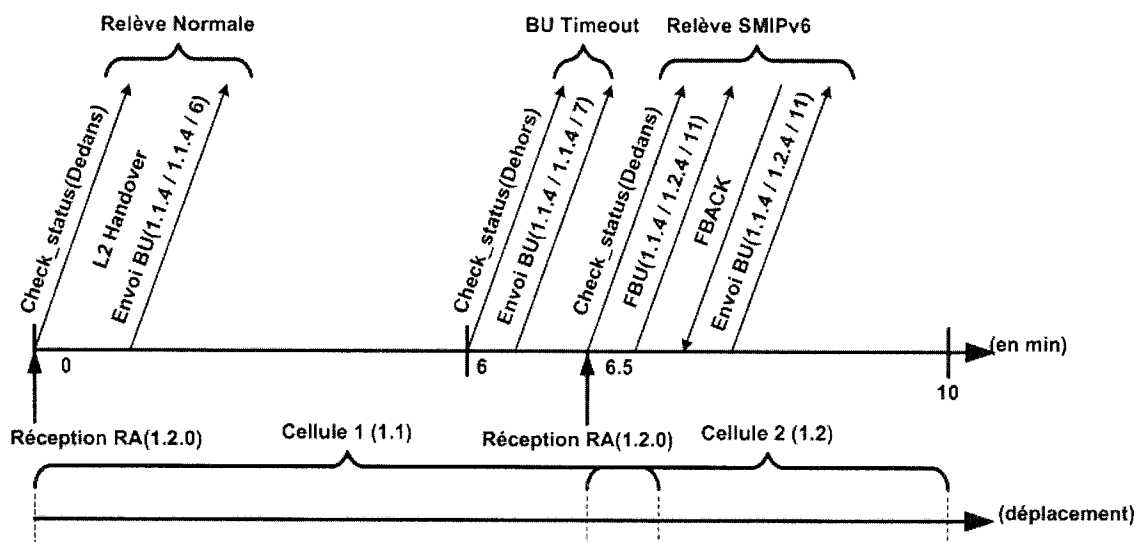 Relève Normale
BU Timeout
Relève SMIPv6
Check_status(Dedans)
L2 Handover
Envoi BU(1.1.4 / 1.1.4 / 6)
Check_status(Dehors)
Envoi BU(1.1.4 / 1.1.4 / 7)
Check_status(Dedans)
FBU(1.1.4 / 1.2.4 / 11)
FBACK
Envoi BU(1.1.4 / 1.2.4 / 11)
(en min)
0
6
6.5
10
Réception RA(1.2.0)
Cellule 1 (1.1)
Réception RA(1.2.0)
Cellule 2 (1.2)
(déplacement)